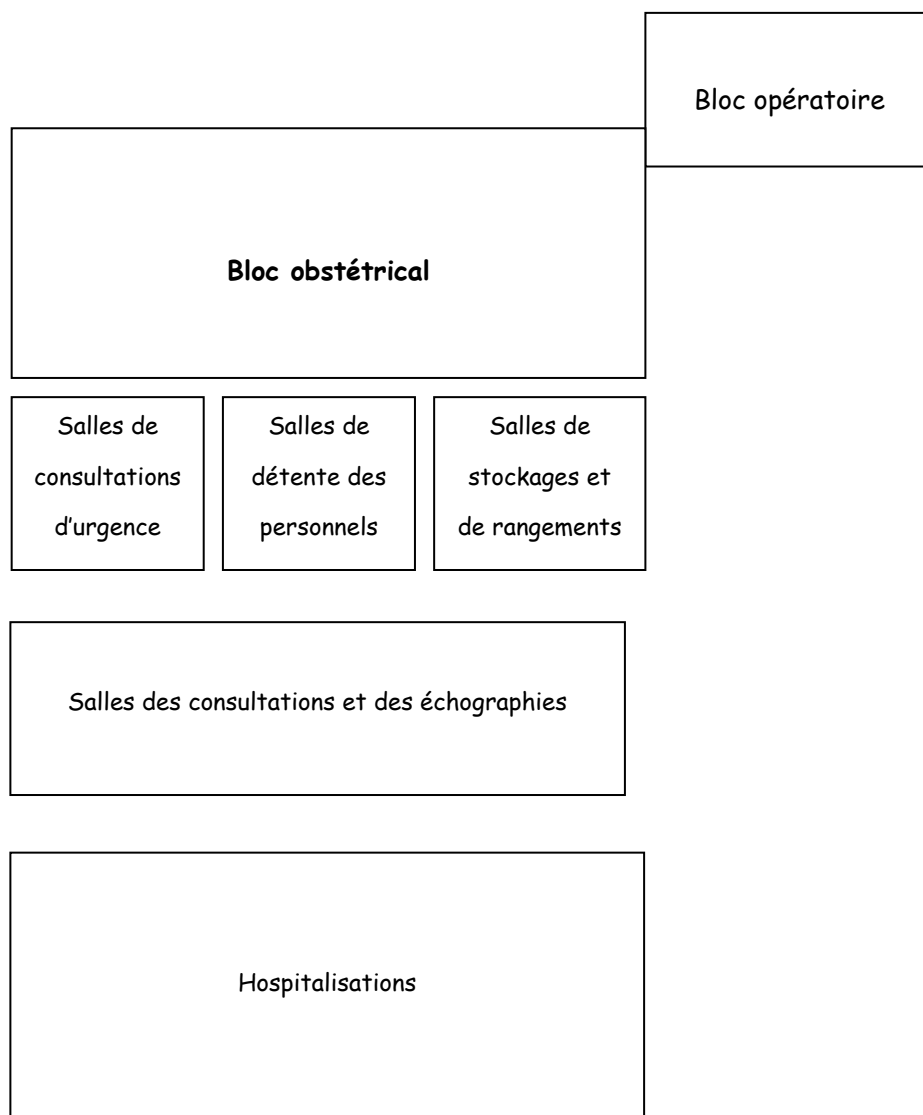 Bloc opératoire
Bloc obstétrical
Salles de
consultations
d'urgence
Salles de
détente des
personnels
Salles de
stockages et
de rangements
Salles des consultations et des échographies
Hospitalisations